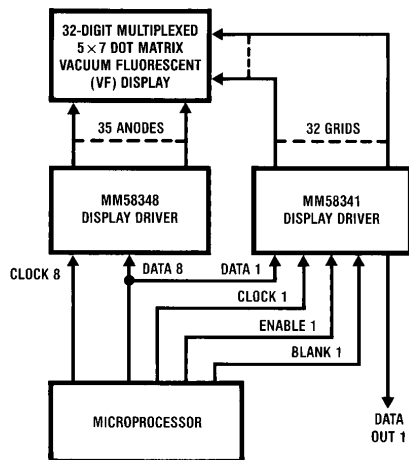 32-DIGIT MULTIPLEXED
5 × 7 DOT MATRIX
VACUUM FLUORESCENT
(VF) DISPLAY
35 ANODES
32 GRIDS
MM58348
DISPLAY DRIVER
MM58341
DISPLAY DRIVER
CLOCK 8
DATA 8
DATA 1
CLOCK 1
ENABLE 1
BLANK 1
MICROPROCESSOR
DATA
OUT 1